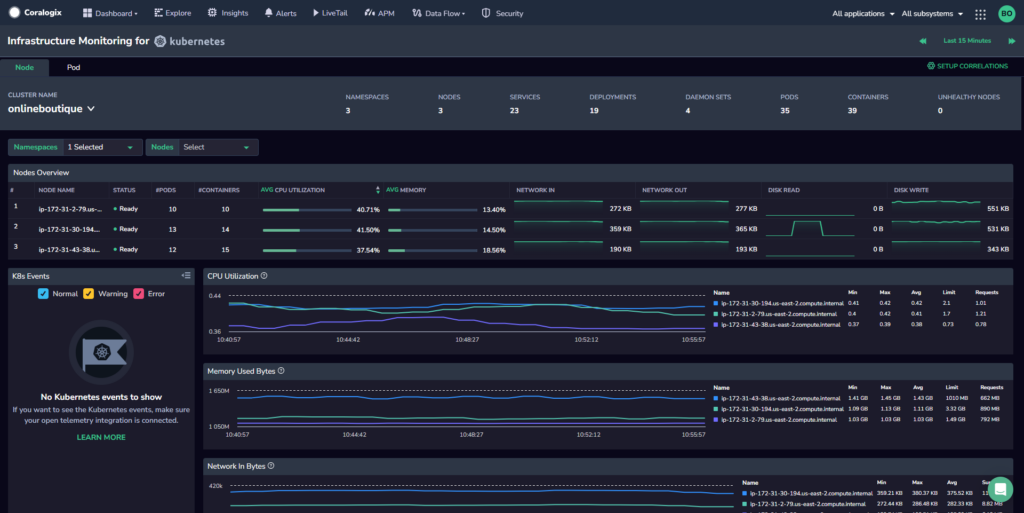 Coralogix Dashboard Explore Insights Alerts LiveTail APM Data Flow Security All applications All subsystems BO
Infrastructure Monitoring for kubernetes Last 15 Minutes
Node Pod SETUP CORRELATIONS
CLUSTER NAME NAMESPACES NODES SERVICES DEPLOYMENTS DAEMON SETS PODS CONTAINERS UNHEALTHY NODES
onlineboutique 3 3 23 19 4 35 39 0
Namespaces 1 Selected Nodes Select
Nodes Overview
# NODE NAME STATUS #PODS #CONTAINERS AVG CPU UTILIZATION AVG MEMORY NETWORK IN NETWORK OUT DISK READ DISK WRITE
1 ip-172-31-2-79.us-... Ready 10 10 40.71% 13.40% 272 KB 277 KB 0 B 551 KB
2 ip-172-31-30-194.... Ready 13 14 41.50% 14.50% 359 KB 365 KB 0 B 531 KB
3 ip-172-31-43-38.u... Ready 12 15 37.54% 18.56% 190 KB 193 KB 0 B 343 KB
K8s Events
Normal Warning Error
No Kubernetes events to show
If you want to see the Kubernetes events, make sure
your open telemetry integration is connected.
LEARN MORE
CPU Utilization
0.44
0.36
10:40:57 10:44:42 10:48:27 10:52:12 10:55:57
Name Min Max Avg Limit Requests
ip-172-31-30-194.us-east-2.compute.internal 0.41 0.42 0.42 2.1 1.01
ip-172-31-2-79.us-east-2.compute.internal 0.4 0.42 0.41 1.7 1.21
ip-172-31-43-38.us-east-2.compute.internal 0.37 0.39 0.38 0.73 0.78
Memory Used Bytes
1 650M
1 050M
10:40:57 10:44:42 10:48:27 10:52:12 10:55:57
Name Min Max Avg Limit Requests
ip-172-31-43-38.us-east-2.compute.internal 1.41 GB 1.45 GB 1.43 GB 1010 MB 662 MB
ip-172-31-30-194.us-east-2.compute.internal 1.09 GB 1.13 GB 1.11 GB 3.32 GB 890 MB
ip-172-31-2-79.us-east-2.compute.internal 1.03 GB 1.03 GB 1.03 GB 1.49 GB 792 MB
Network In Bytes
420k
Name Min Max Avg
ip-172-31-30-194.us-east-2.compute.internal 359.21 KB 380.37 KB 375.52 KB
ip-172-31-2-79.us-east-2.compute.internal 272.44 KB 286.48 KB 282.33 KB